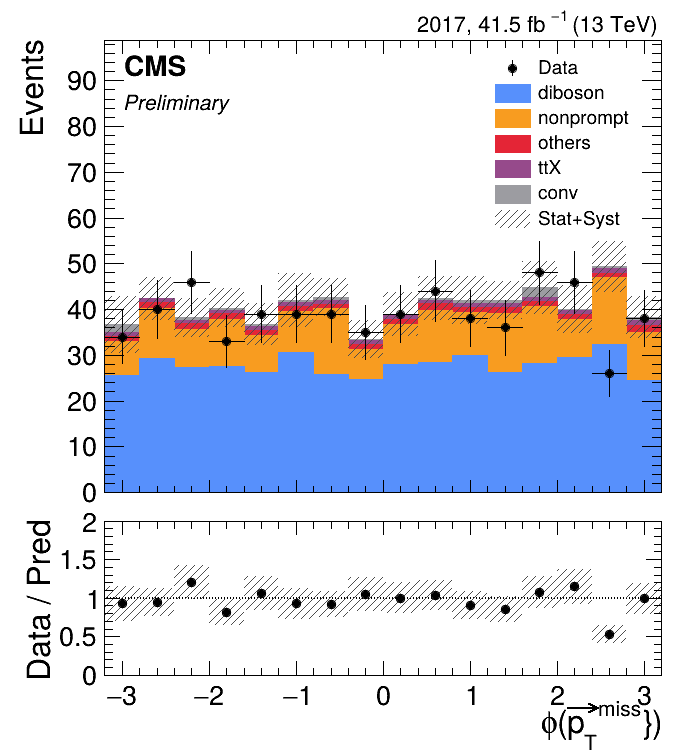 2017, 41.5 fb⁻¹ (13 TeV)
CMS
Preliminary
Events
90
80
70
60
50
40
30
20
10
0
Data
diboson
nonprompt
others
ttX
conv
Stat+Syst
Data / Pred
2
1.5
1
0.5
0
−3 −2 −1 0 1 2 3
ϕ(p⃗_T^miss})